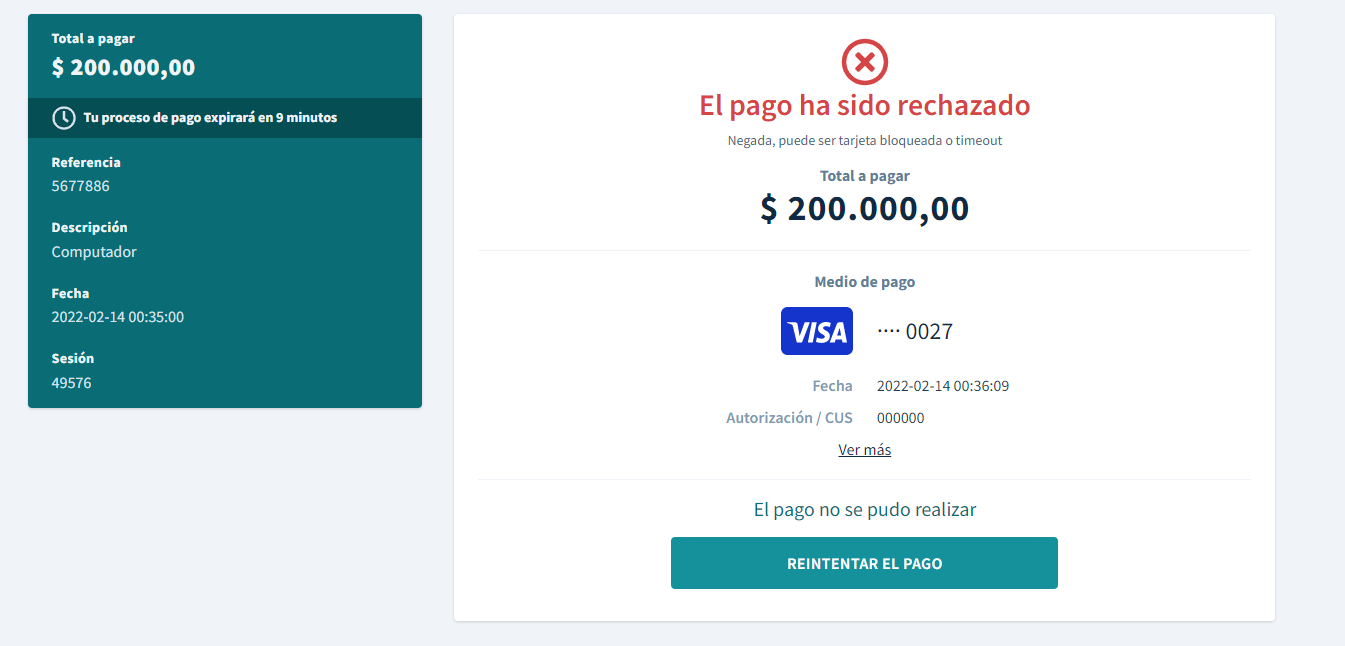 Total a pagar
$ 200.000,00
Tu proceso de pago expirará en 9 minutos
Referencia
5677886
Descripción
Computador
Fecha
2022-02-14 00:35:00
Sesión
49576
El pago ha sido rechazado
Negada, puede ser tarjeta bloqueada o timeout
Total a pagar
$ 200.000,00
Medio de pago
VISA ···· 0027
Fecha 2022-02-14 00:36:09
Autorización / CUS 000000
Ver más
El pago no se pudo realizar
REINTENTAR EL PAGO